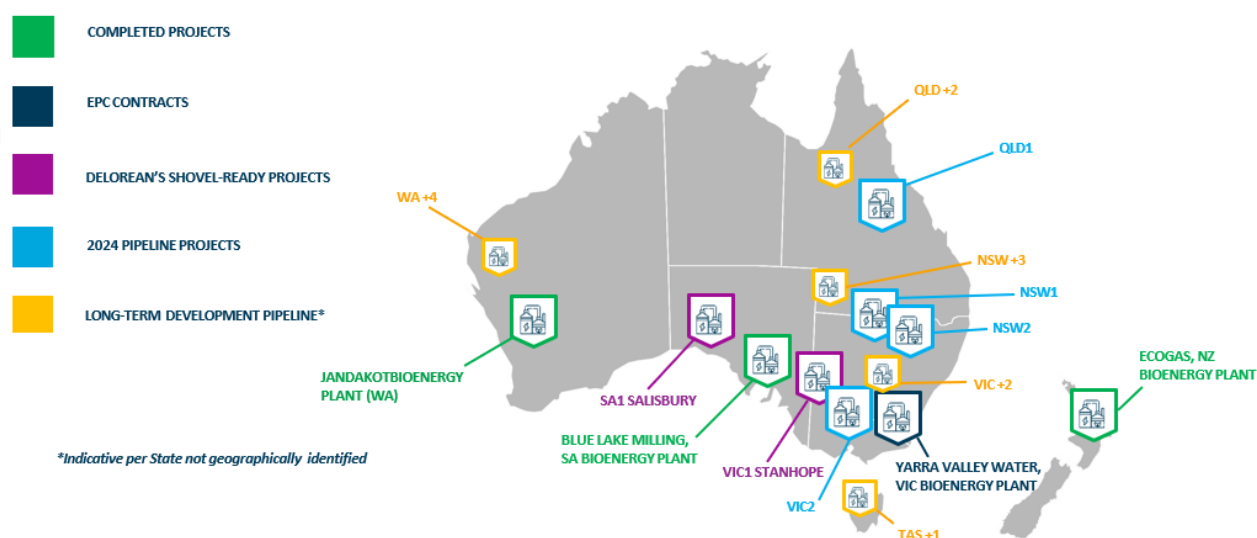 COMPLETED PROJECTS
EPC CONTRACTS
DELOREAN'S SHOVEL-READY PROJECTS
2024 PIPELINE PROJECTS
LONG-TERM DEVELOPMENT PIPELINE*
*Indicative per State not geographically identified
QLD +2
QLD1
WA +4
NSW +3
NSW1
NSW2
JANDAKOTBIOENERGY
PLANT (WA)
SA1 SALISBURY
BLUE LAKE MILLING,
SA BIOENERGY PLANT
VIC1 STANHOPE
VIC +2
VIC2
YARRA VALLEY WATER,
VIC BIOENERGY PLANT
TAS +1
ECOGAS, NZ
BIOENERGY PLANT